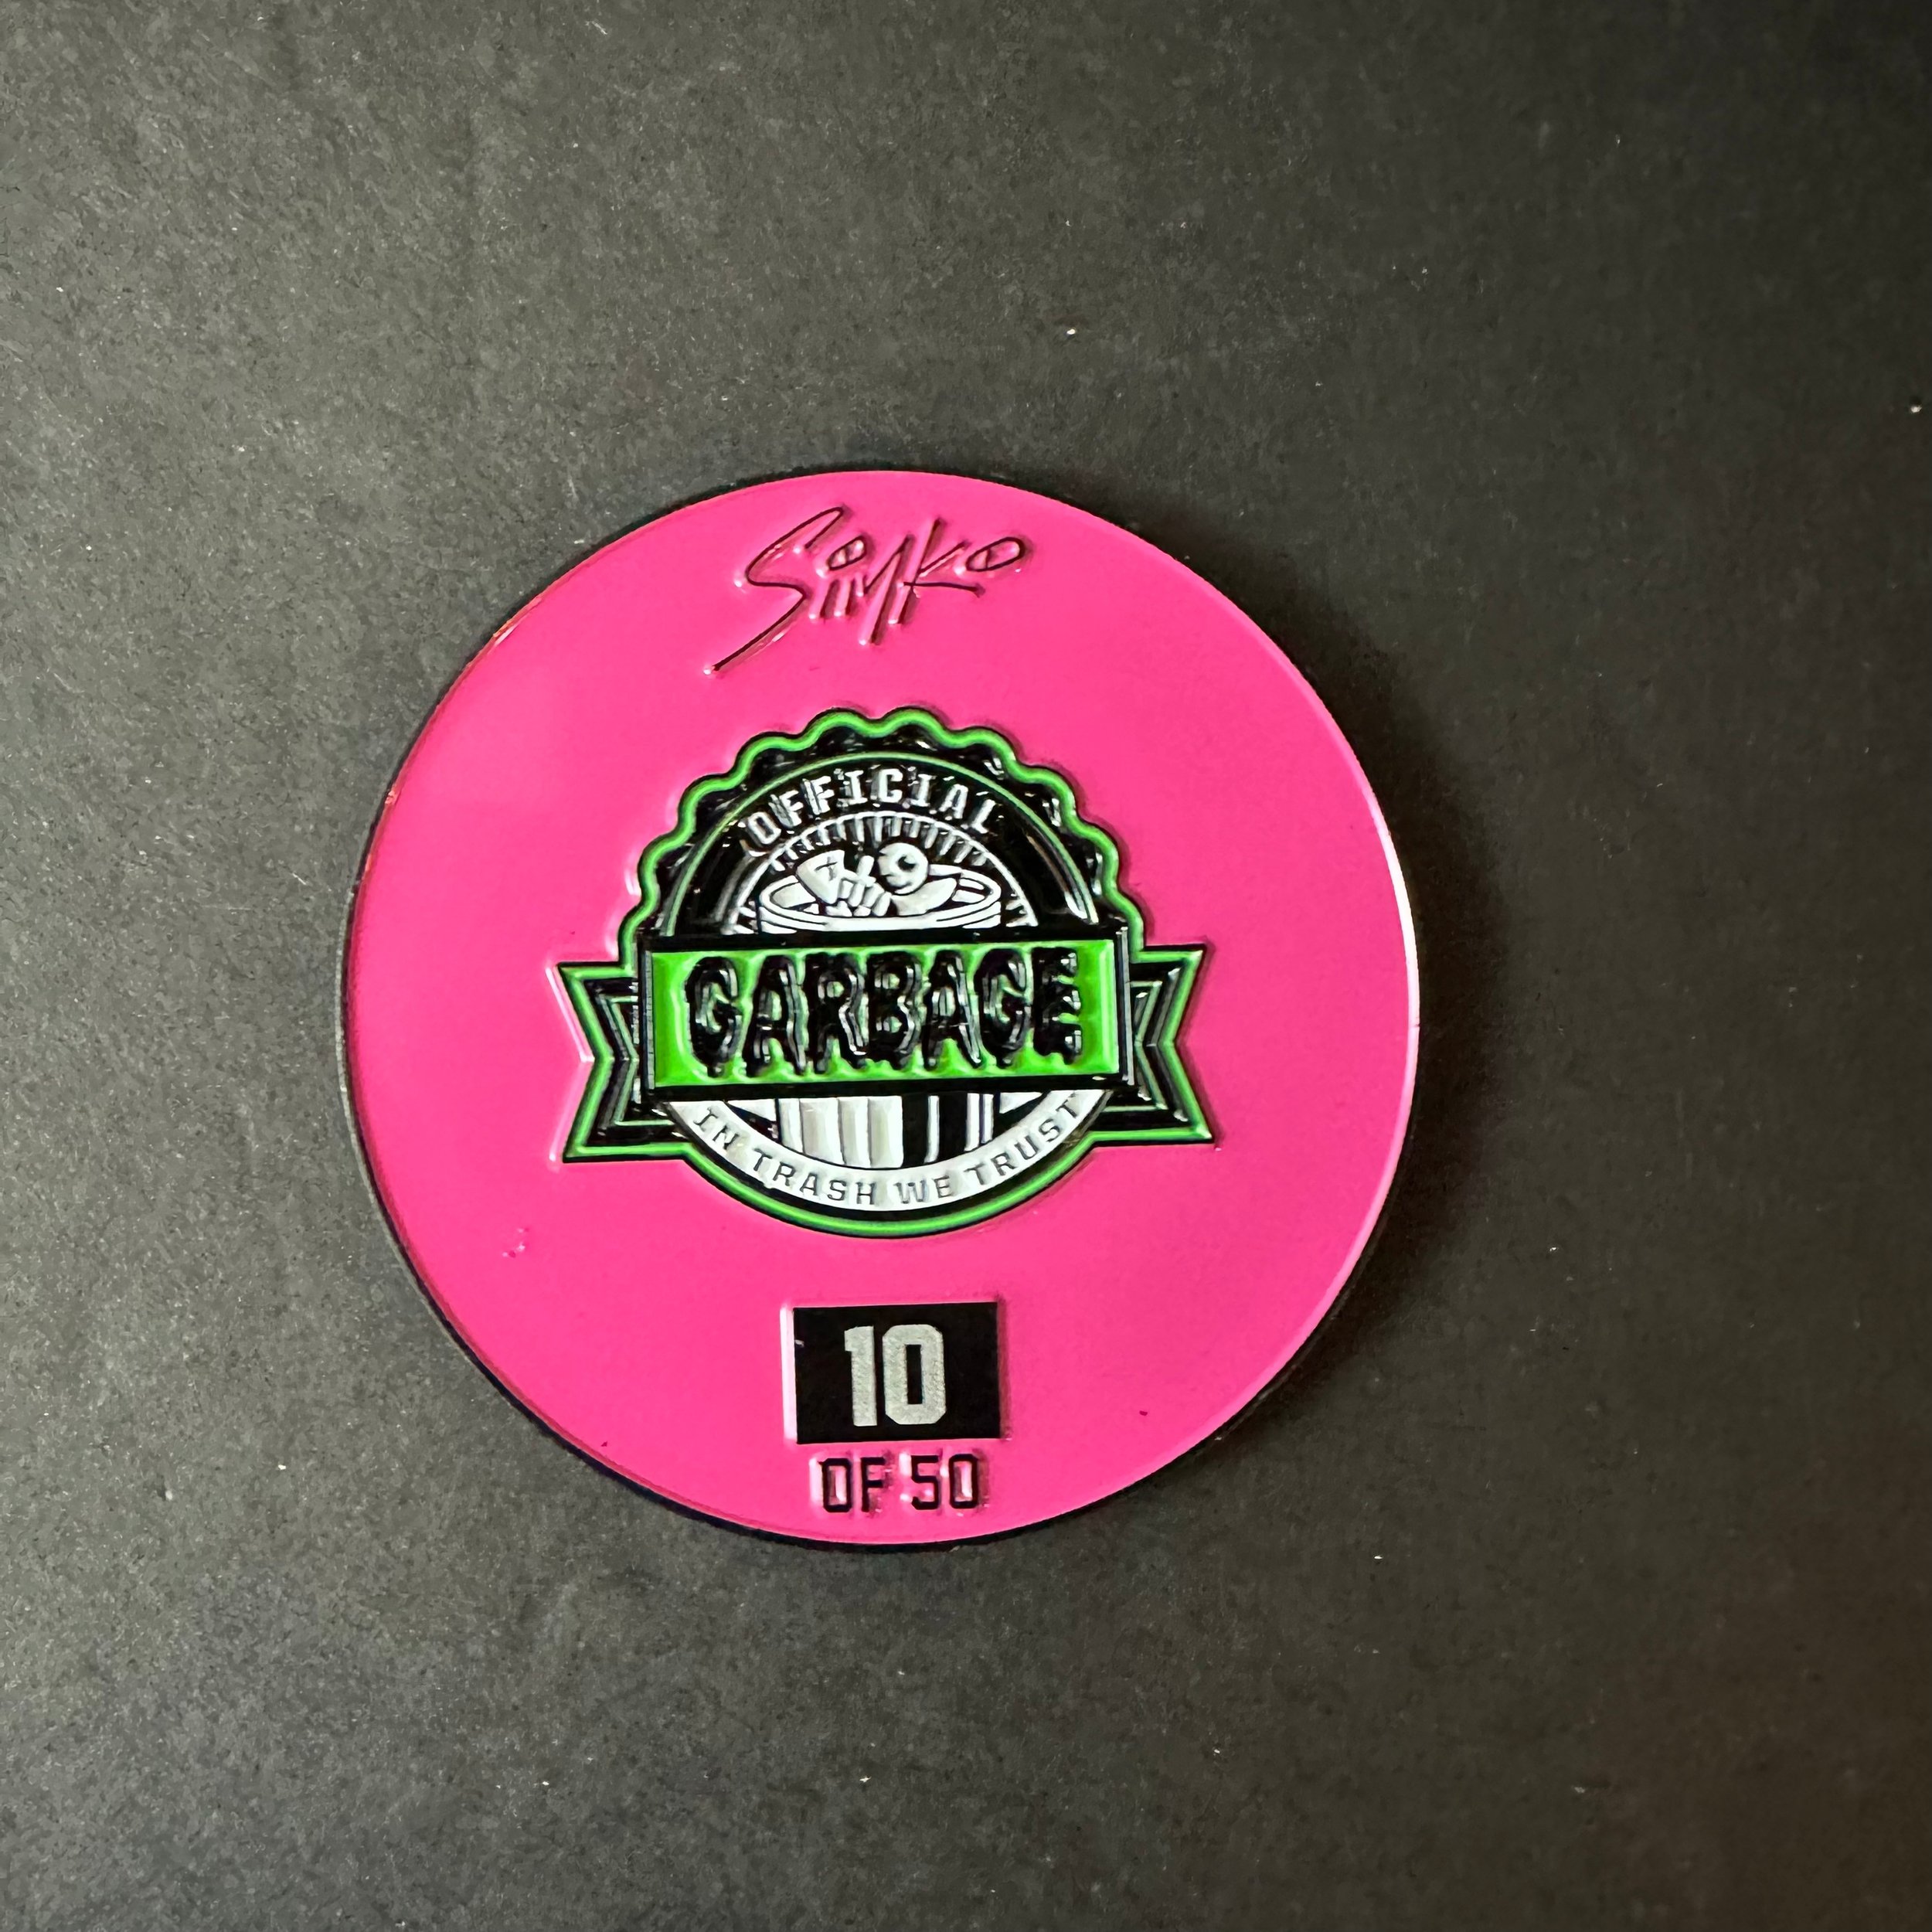 Simko
OFFICIAL
GARBAGE
IN TRASH WE TRUST
10
OF 50